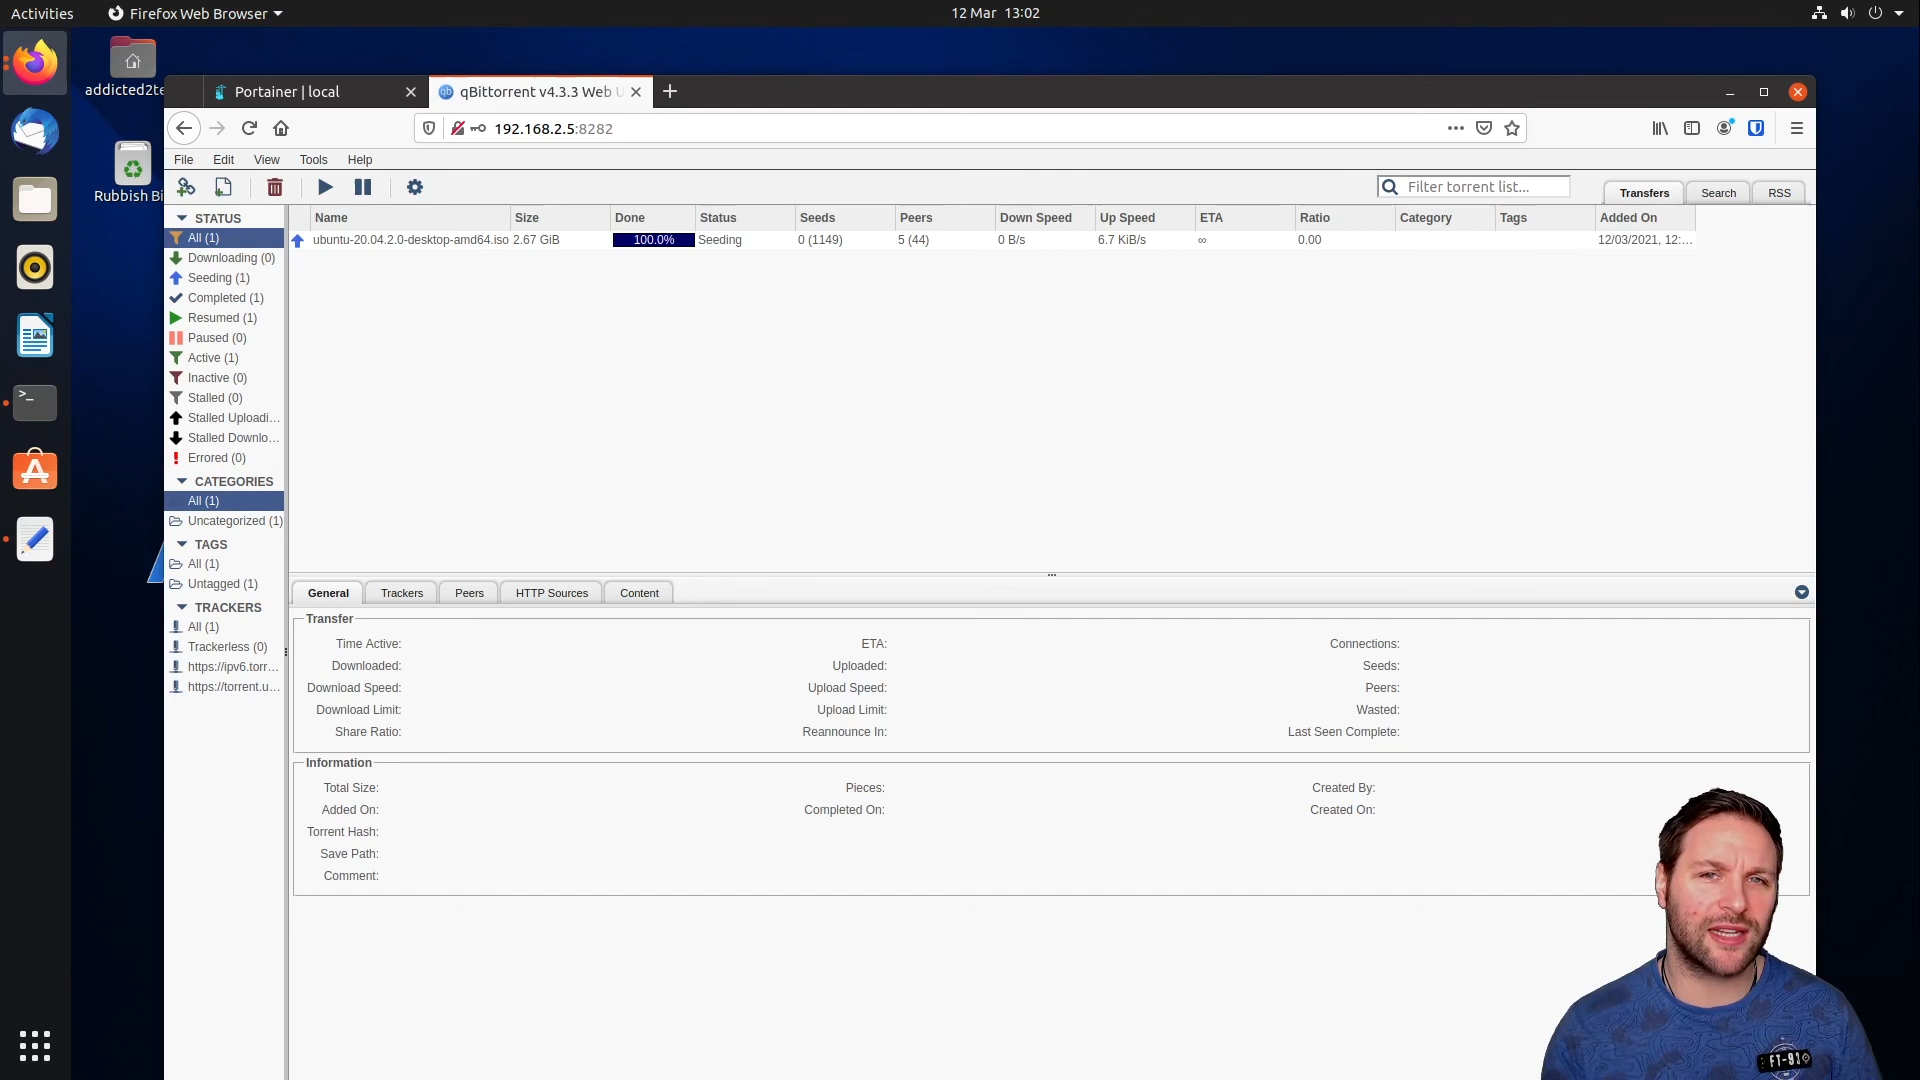 Activities
Firefox Web Browser
12 Mar 13:02
addicted2te
Rubbish Bi
Portainer | local
qBittorrent v4.3.3 Web U
192.168.2.5:8282
File Edit View Tools Help
Filter torrent list...
Transfers Search RSS
STATUS
All (1)
Downloading (0)
Seeding (1)
Completed (1)
Resumed (1)
Paused (0)
Active (1)
Inactive (0)
Stalled (0)
Stalled Uploadi...
Stalled Downlo...
Errored (0)
CATEGORIES
All (1)
Uncategorized (1)
TAGS
All (1)
Untagged (1)
TRACKERS
All (1)
Trackerless (0)
https://ipv6.torr...
https://torrent.u...
Name Size Done Status Seeds Peers Down Speed Up Speed ETA Ratio Category Tags Added On
ubuntu-20.04.2.0-desktop-amd64.iso 2.67 GiB 100.0% Seeding 0 (1149) 5 (44) 0 B/s 6.7 KiB/s ∞ 0.00 12/03/2021, 12:...
General Trackers Peers HTTP Sources Content
Transfer
Time Active: ETA: Connections:
Downloaded: Uploaded: Seeds:
Download Speed: Upload Speed: Peers:
Download Limit: Upload Limit: Wasted:
Share Ratio: Reannounce In: Last Seen Complete:
Information
Total Size: Pieces: Created By:
Added On: Completed On: Created On:
Torrent Hash:
Save Path:
Comment: